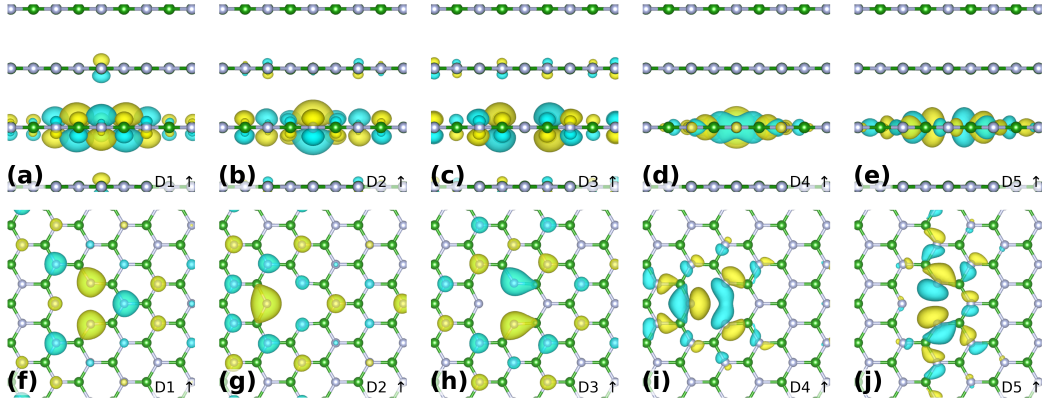 (a) D1 ↑
(b) D2 ↑
(c) D3 ↑
(d) D4 ↑
(e) D5 ↑
(f) D1 ↑
(g) D2 ↑
(h) D3 ↑
(i) D4 ↑
(j) D5 ↑